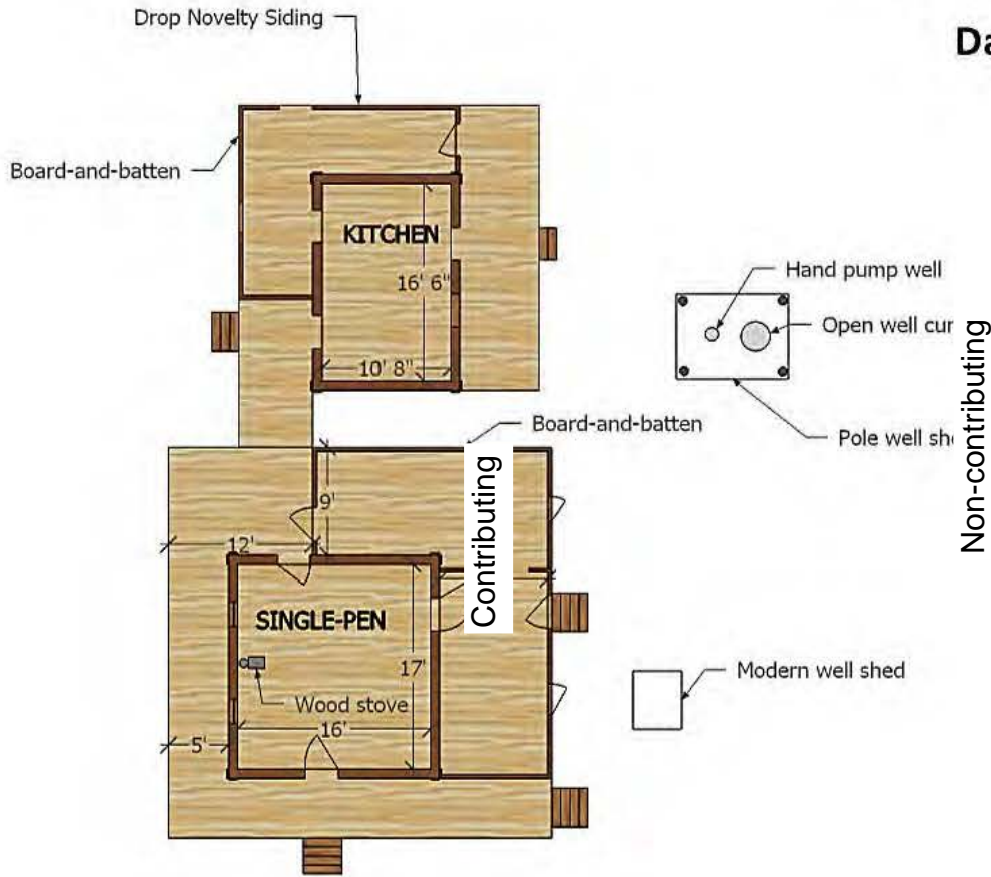 Drop Novelty Siding
Da
Board-and-batten
KITCHEN
16' 6"
10' 8"
Hand pump well
Open well cur
Pole well sh
Non-contributing
Board-and-batten
Contributing
9'
12'
SINGLE-PEN
17'
Wood stove
16'
5'
Modern well shed